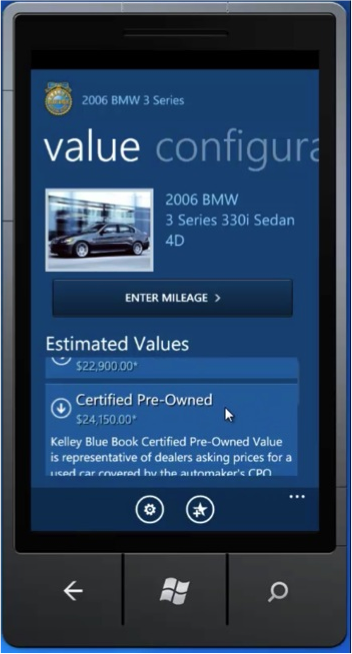 2006 BMW 3 Series
value configura
2006 BMW
3 Series 330i Sedan
4D
ENTER MILEAGE >
Estimated Values
$22,900.00*
Certified Pre-Owned
$24,150.00*
Kelley Blue Book Certified Pre-Owned Value
is representative of dealers asking prices for a
used car covered by the automaker's CPO